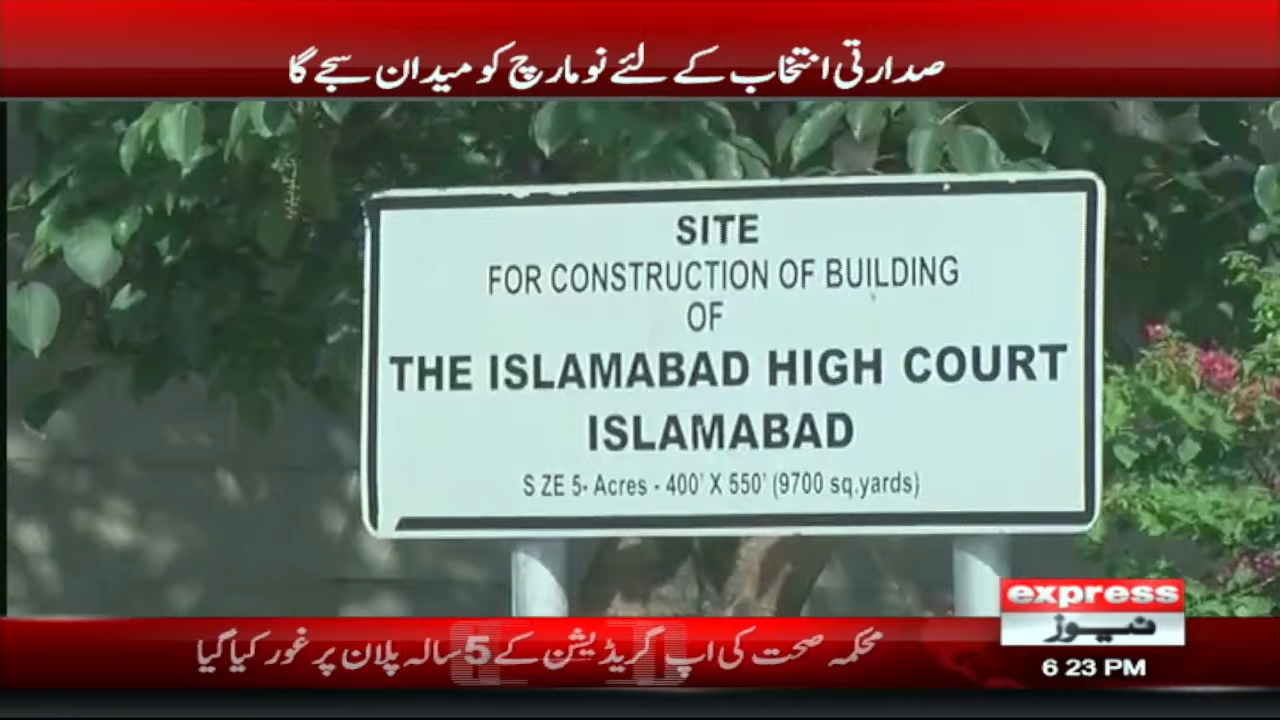 صدارتی انتخاب کے لئے نو مارچ کو میدان سجے گا
SITE
FOR CONSTRUCTION OF BUILDING
OF
THE ISLAMABAD HIGH COURT
ISLAMABAD
S ZE 5- Acres - 400' X 550' (9700 sq.yards)
express
نیوز
محکمہ صحت کی اپ گریڈیشن کے 5 سالہ پلان پر غور کیا گیا
6 23 PM